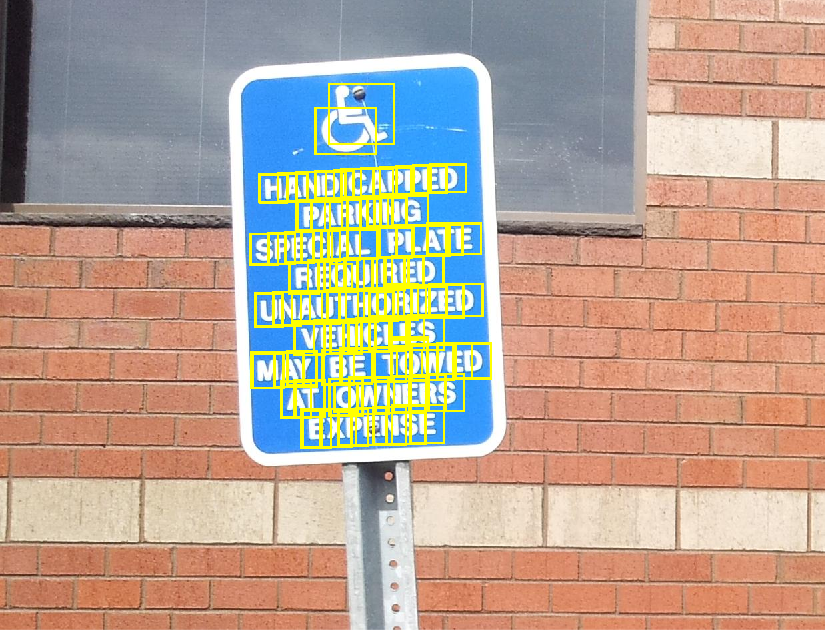 HANDICAPPED
PARKING
SPECIAL PLATE
REQUIRED
UNAUTHORIZED
VEHICLES
MAY BE TOWED
AT OWNERS
EXPENSE